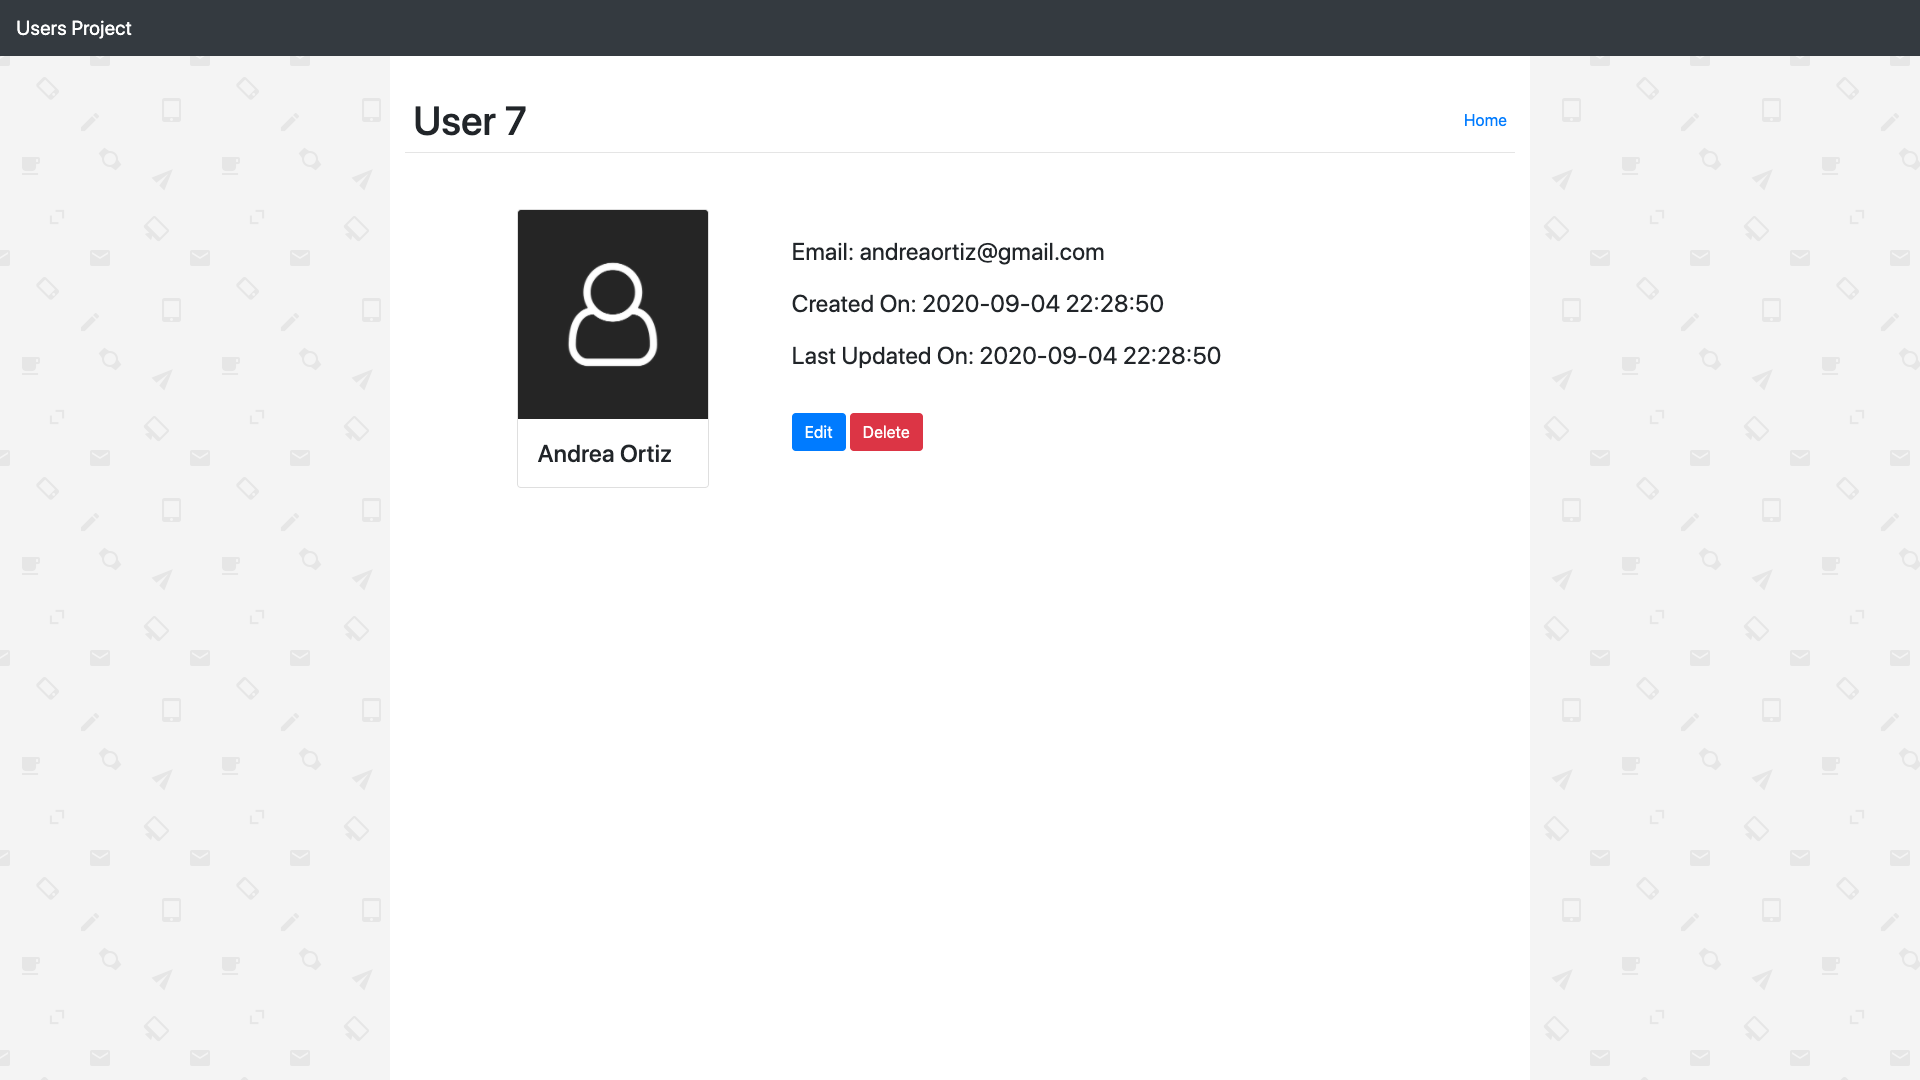 Users Project
User 7
Home
Email: andreaortiz@gmail.com
Created On: 2020-09-04 22:28:50
Last Updated On: 2020-09-04 22:28:50
Edit
Delete
Andrea Ortiz